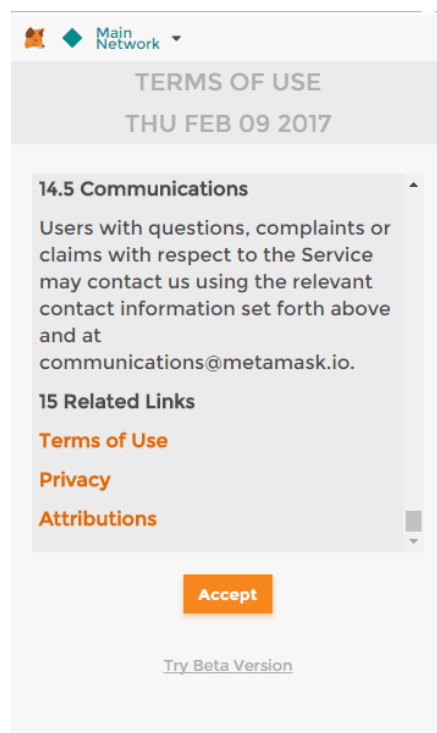 Main
Network
TERMS OF USE
THU FEB 09 2017
14.5 Communications
Users with questions, complaints or
claims with respect to the Service
may contact us using the relevant
contact information set forth above
and at
communications@metamask.io.
15 Related Links
Terms of Use
Privacy
Attributions
Accept
Try Beta Version